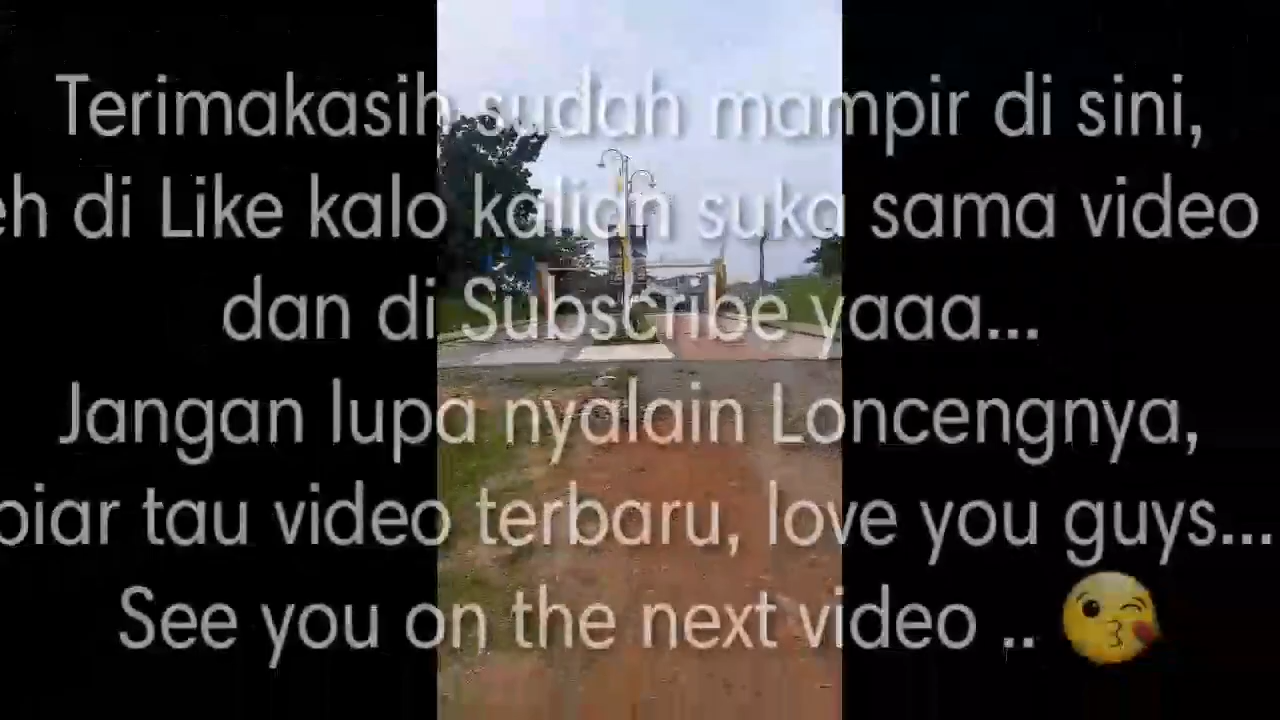 Terimakasih sudah mampir di sini,
di Like kalo kalian suka sama video
dan di Subscribe yaaa...
Jangan lupa nyalain Loncengnya,
biar tau video terbaru, love you guys...
See you on the next video .. 😘